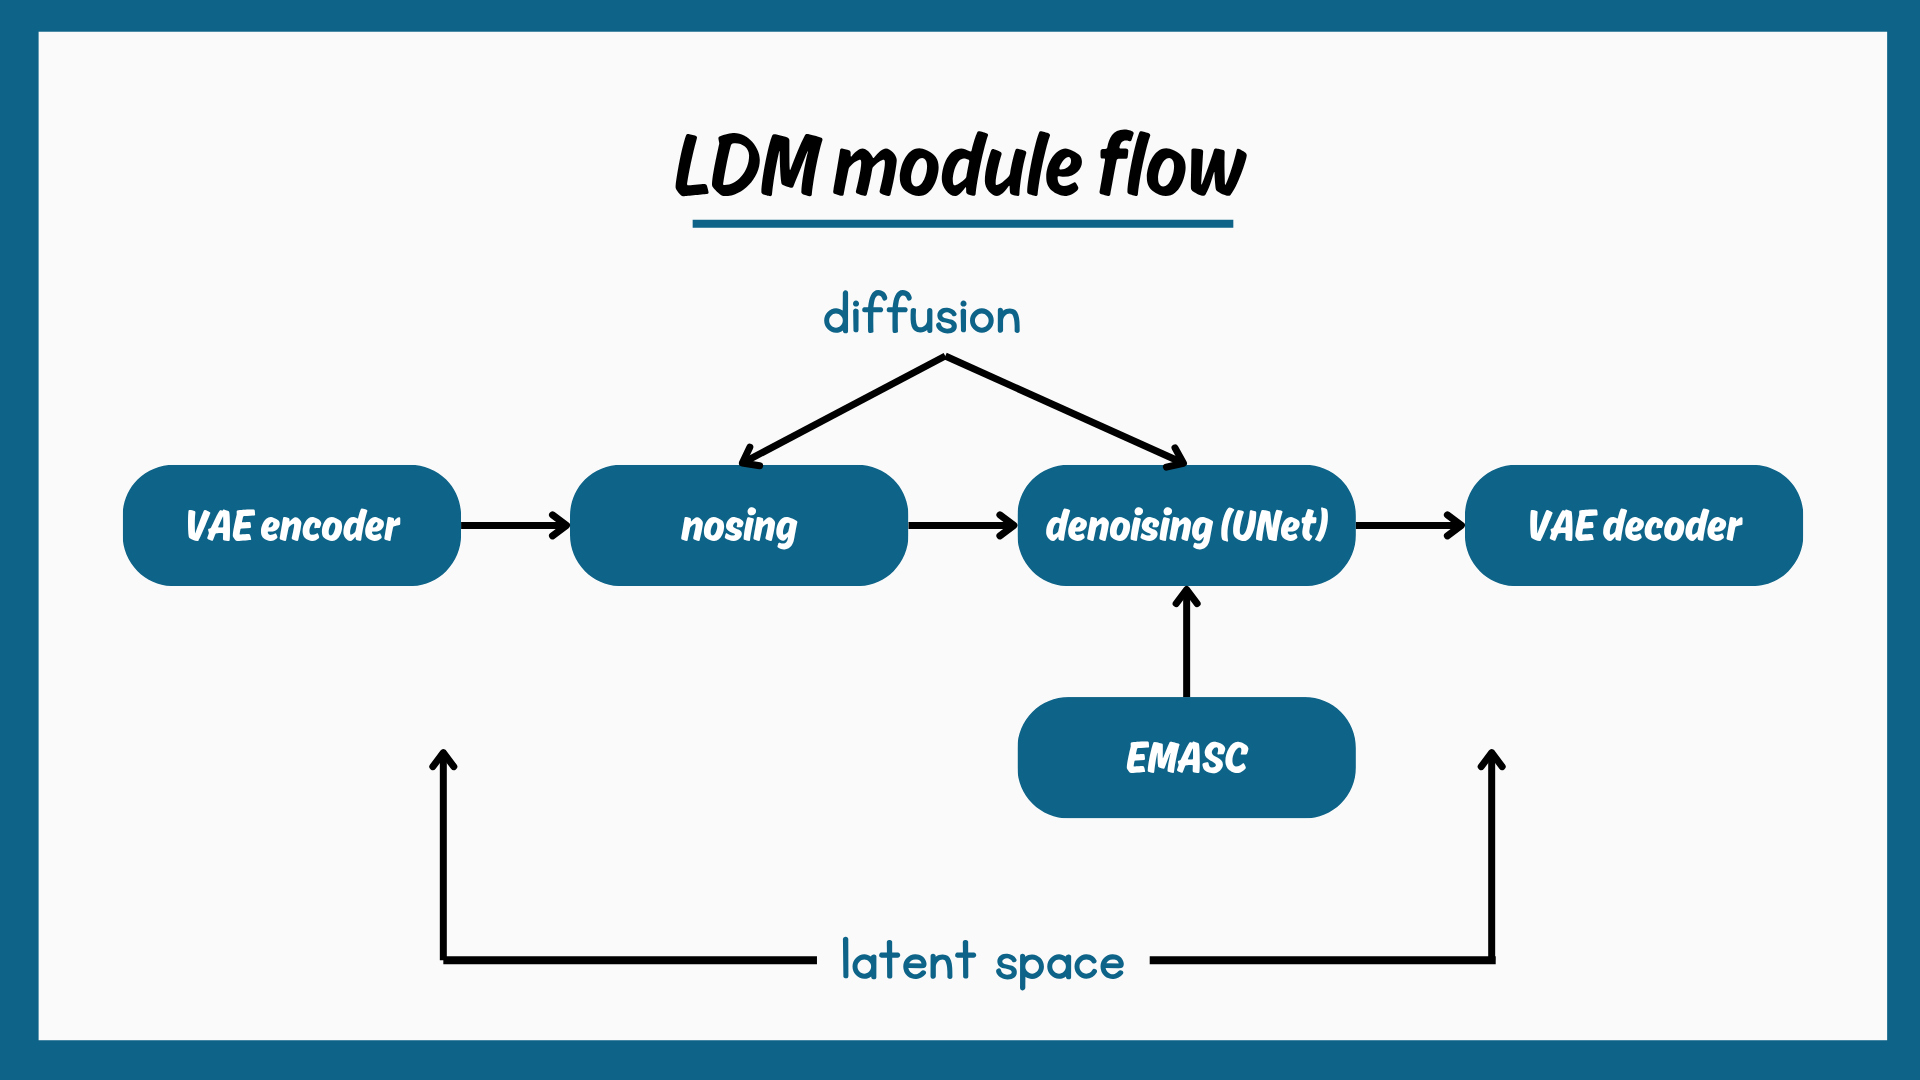 LDM module flow
diffusion
VAE encoder
nosing
denoising (UNet)
VAE decoder
EMASC
latent space